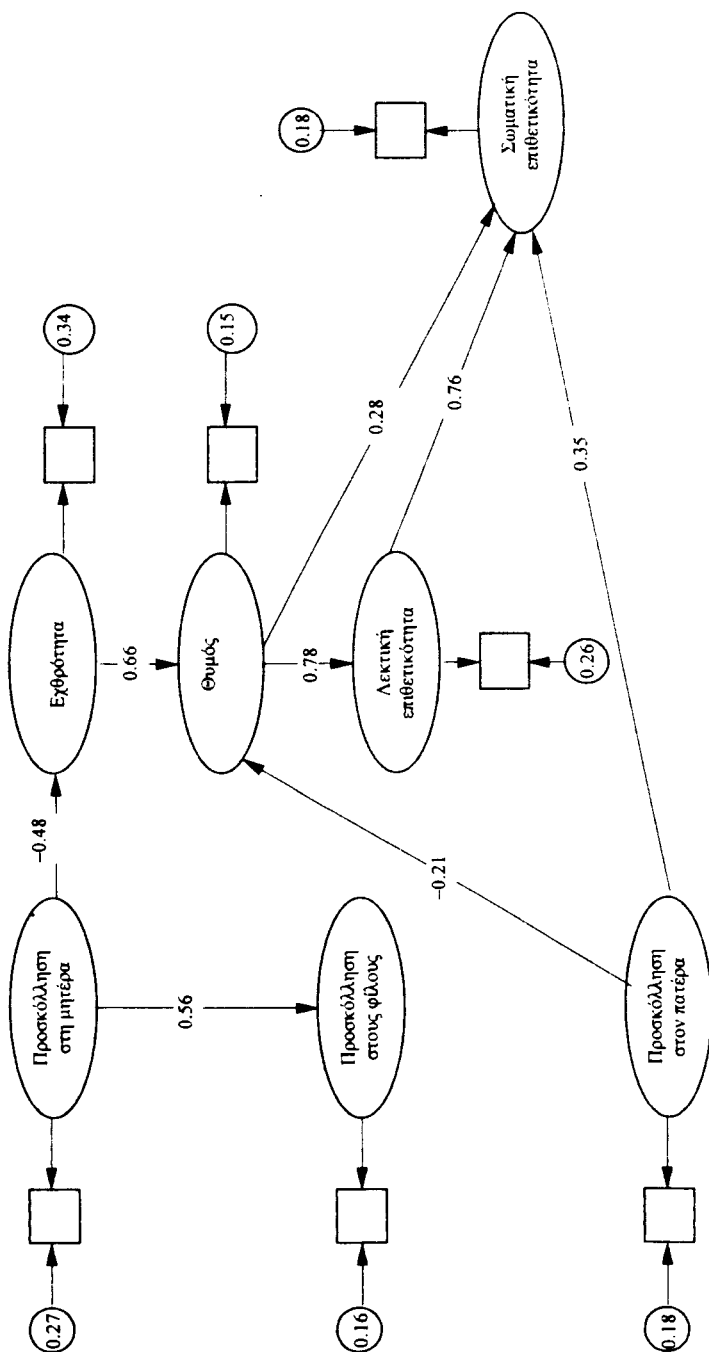 0.27
Προσκόλληση
στη μητέρα
−0.48
Εχθρότητα
0.34
0.66
0.56
Θυμός
0.15
0.18
0.16
Προσκόλληση
στους φίλους
0.78
0.28
Λεκτική
επιθετικότητα
0.76
Σωματική
επιθετικότητα
0.26
−0.21
0.35
0.18
Προσκόλληση
στον πατέρα